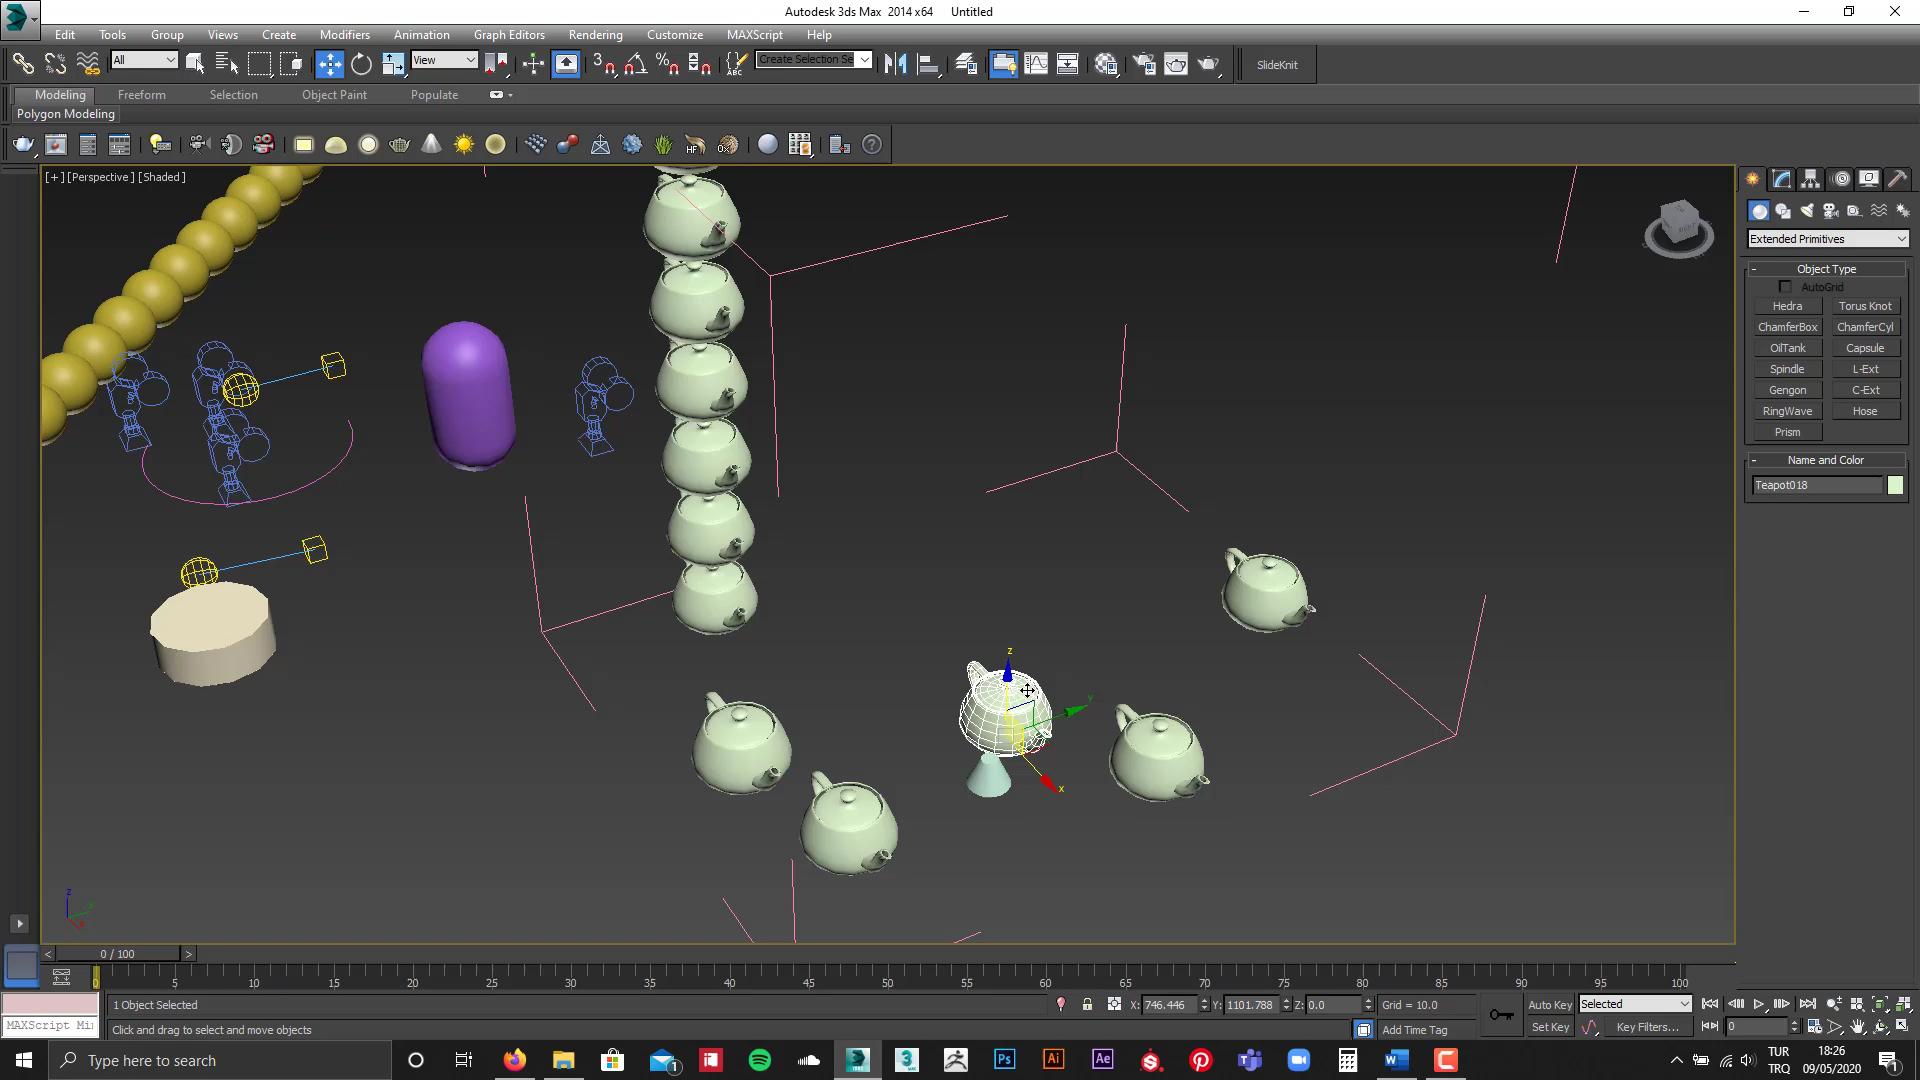 Autodesk 3ds Max 2014 x64 Untitled
Edit Tools Group Views Create Modifiers Animation Graph Editors Rendering Customize MAXScript Help
All View Create Selection Se SlideKnit
Modeling Freeform Selection Object Paint Populate
Polygon Modeling
[+] [Perspective] [Shaded]
Extended Primitives
Object Type
AutoGrid
Hedra Torus Knot
ChamferBox ChamferCyl
OilTank Capsule
Spindle L-Ext
Gengon C-Ext
RingWave Hose
Prism
Name and Color
Teapot018
z
y
x
z
0 / 100
0 5 10 15 20 25 30 35 40 45 50 55 60 65 70 75 80 85 90 95 100
1 Object Selected X: 746.446 Y: 1101.788 Z: 0.0 Grid = 10.0 Auto Key Selected
MAXScript Mi Click and drag to select and move objects Add Time Tag Set Key Key Filters... 0
Type here to search
TUR
TRQ
18:26
09/05/2020